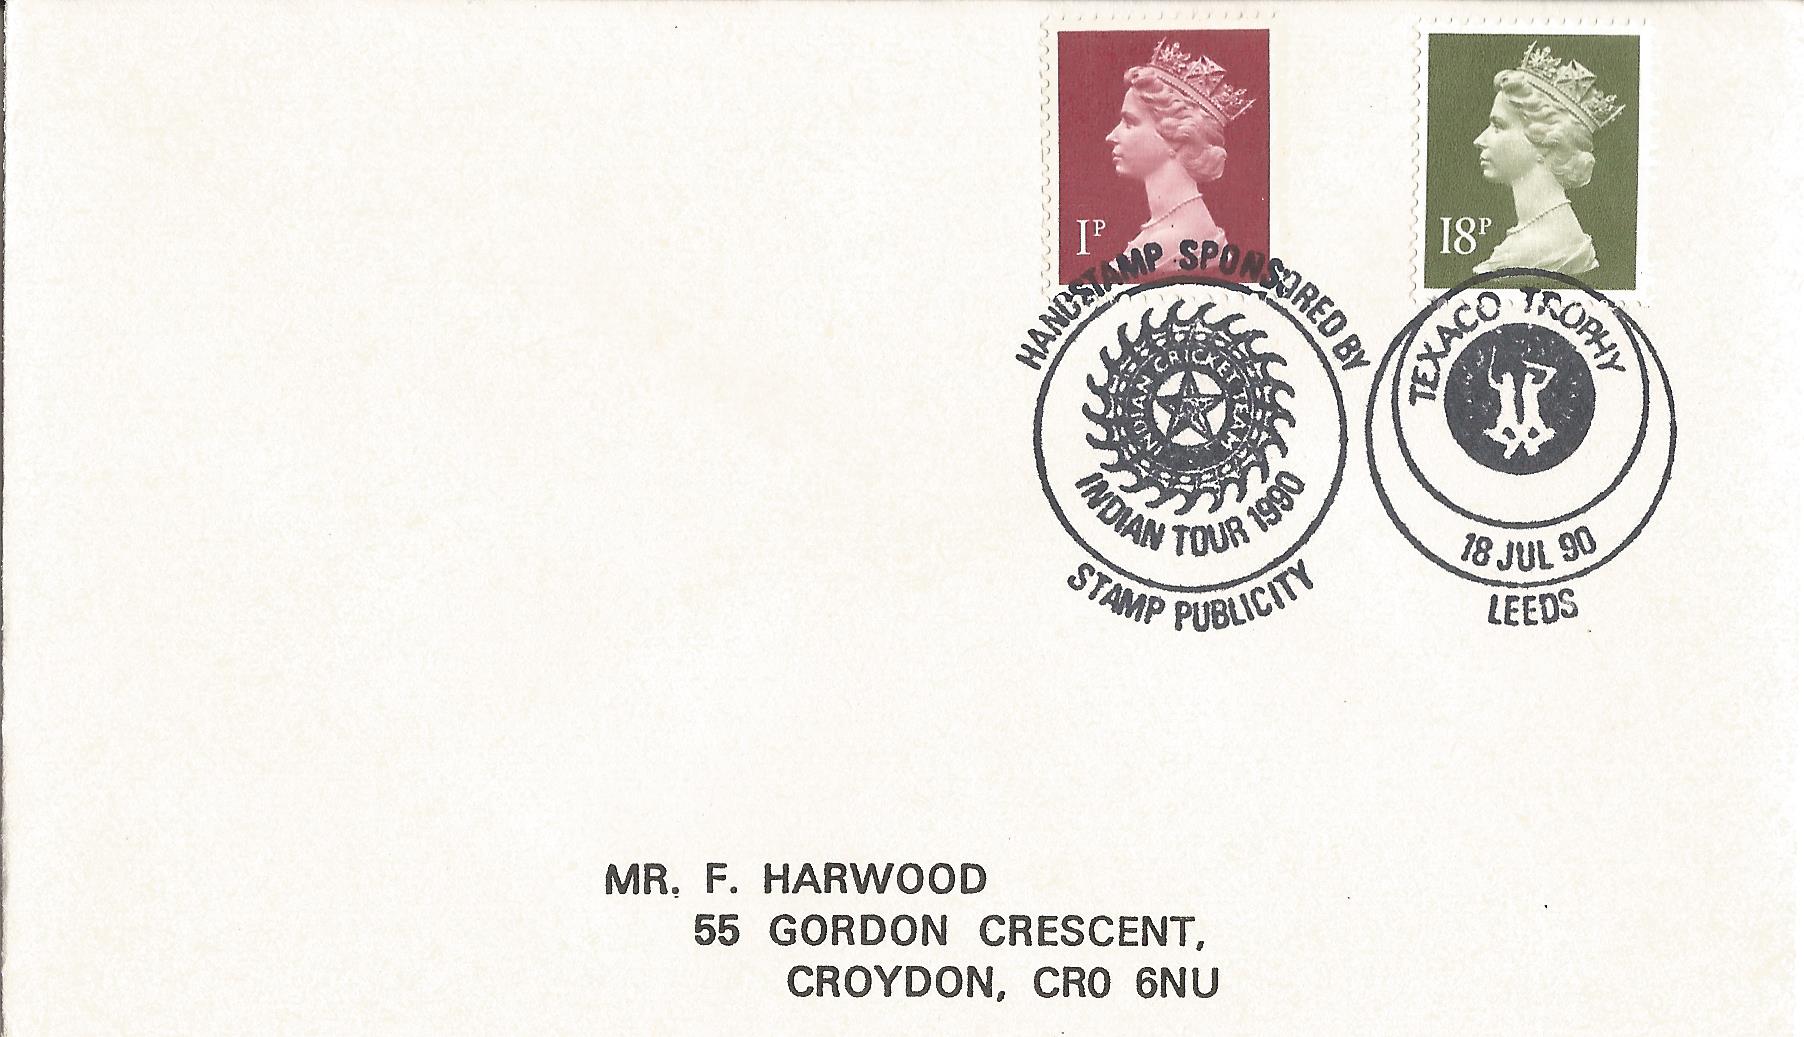 1P
18P
HANDSTAMP SPONSORED BY
INDIAN CRICKET TEAM
INDIAN TOUR 1990
STAMP PUBLICITY
TEXACO TROPHY
18 JUL 90
LEEDS
MR. F. HARWOOD
55 GORDON CRESCENT,
CROYDON, CR0 6NU